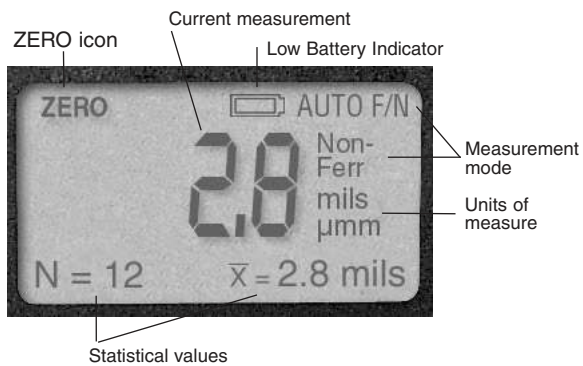 Current measurement
ZERO icon
Low Battery Indicator
ZERO
AUTO F/N
2.8
Non-
Ferr
Measurement
mode
mils
µmm
Units of
measure
N = 12
x̅ = 2.8 mils
Statistical values